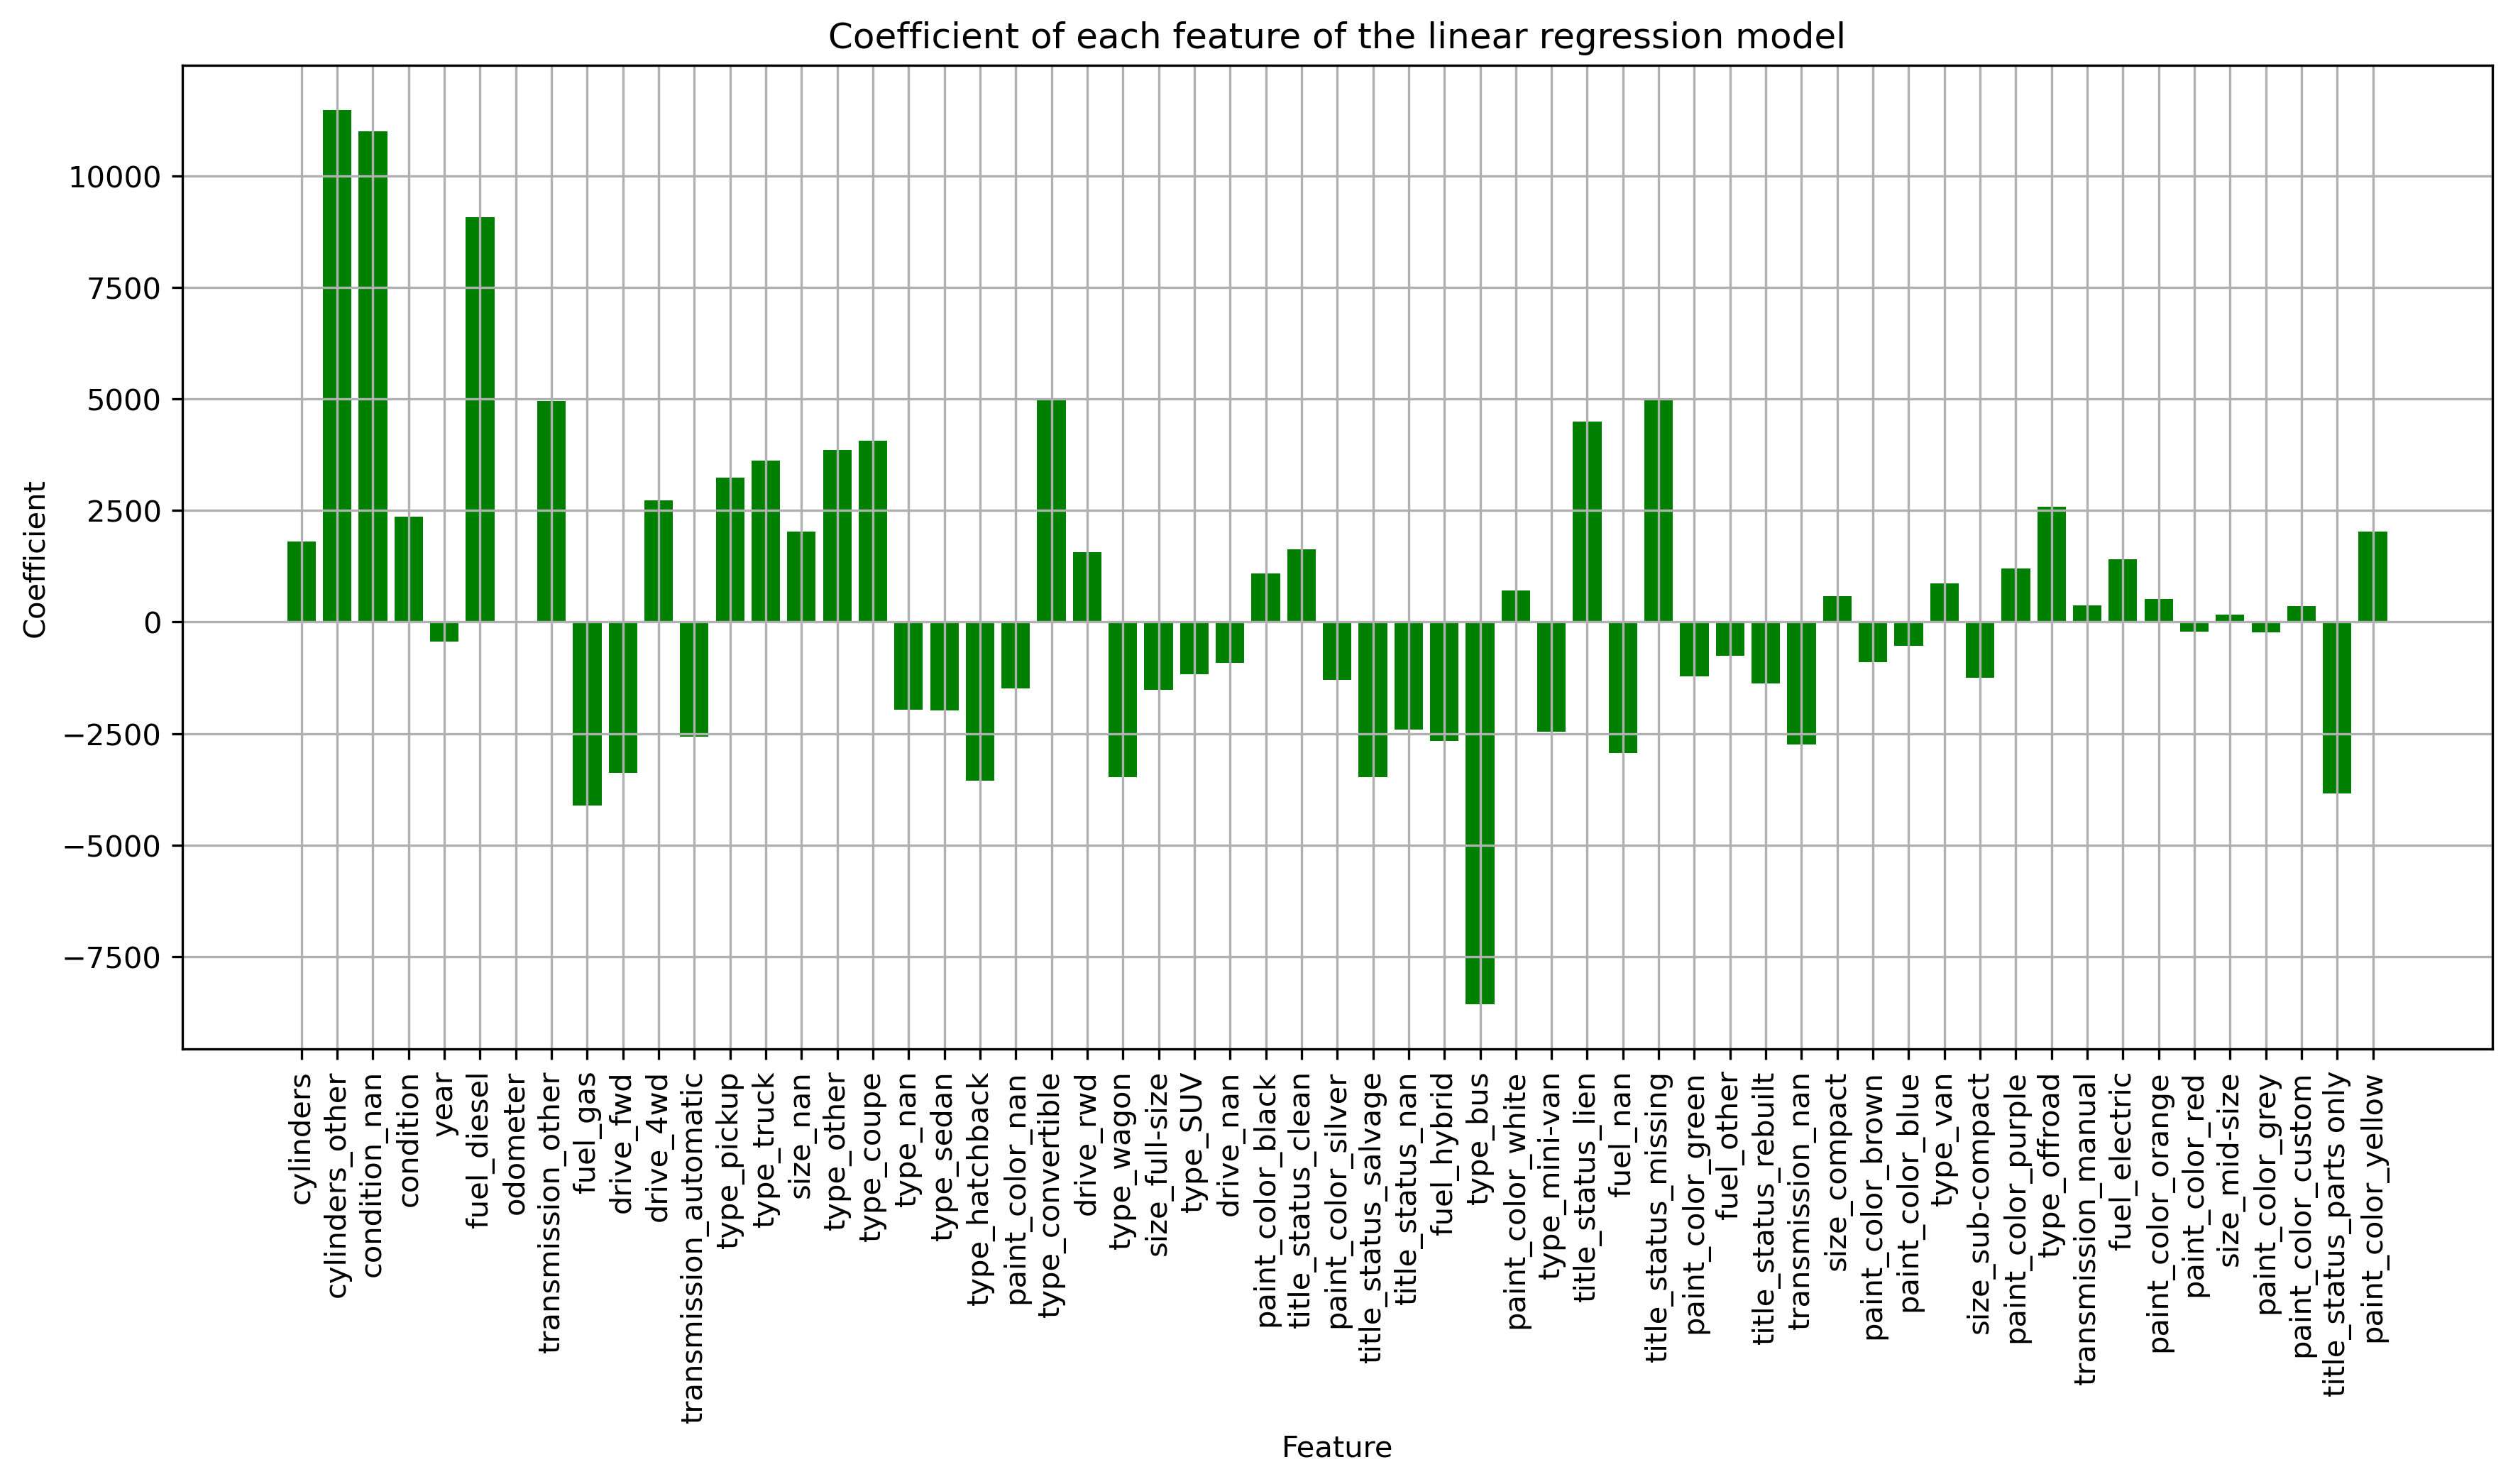 Coefficient of each feature of the linear regression model
Coefficient
10000
7500
5000
2500
0
−2500
−5000
−7500
cylinders
cylinders_other
condition_nan
condition
year
fuel_diesel
odometer
transmission_other
fuel_gas
drive_fwd
drive_4wd
transmission_automatic
type_pickup
type_truck
size_nan
type_other
type_coupe
type_nan
type_sedan
type_hatchback
paint_color_nan
type_convertible
drive_rwd
type_wagon
size_full-size
type_SUV
drive_nan
paint_color_black
title_status_clean
paint_color_silver
title_status_salvage
title_status_nan
fuel_hybrid
type_bus
paint_color_white
type_mini-van
title_status_lien
fuel_nan
title_status_missing
paint_color_green
fuel_other
title_status_rebuilt
transmission_nan
size_compact
paint_color_brown
paint_color_blue
type_van
size_sub-compact
paint_color_purple
type_offroad
transmission_manual
fuel_electric
paint_color_orange
paint_color_red
size_mid-size
paint_color_grey
paint_color_custom
title_status_parts only
paint_color_yellow
Feature